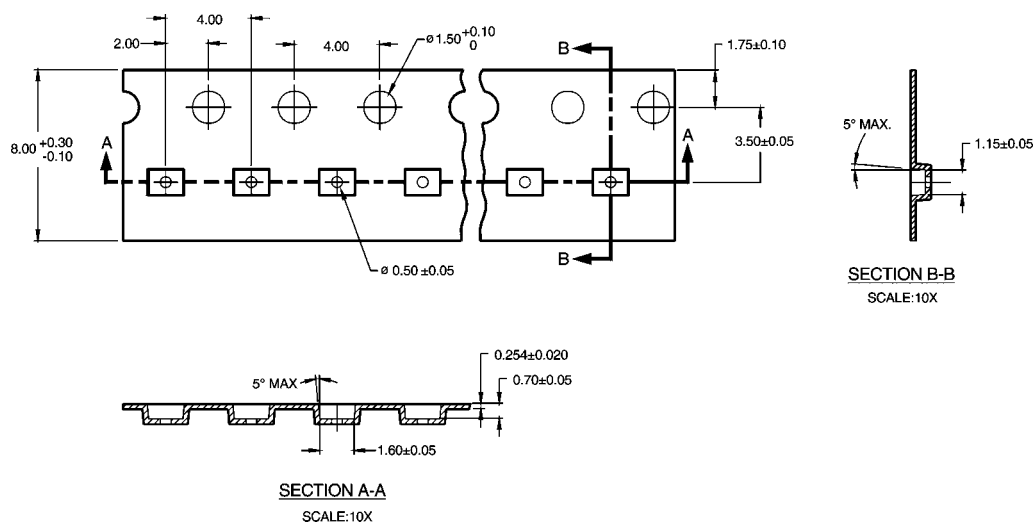 4.00
2.00
4.00
ø1.50 +0.10 0
B
1.75±0.10
8.00 +0.30 -0.10
A
A
3.50±0.05
5° MAX.
1.15±0.05
B
ø 0.50 ±0.05
SECTION B-B
SCALE:10X
0.254±0.020
5° MAX
0.70±0.05
1.60±0.05
SECTION A-A
SCALE:10X